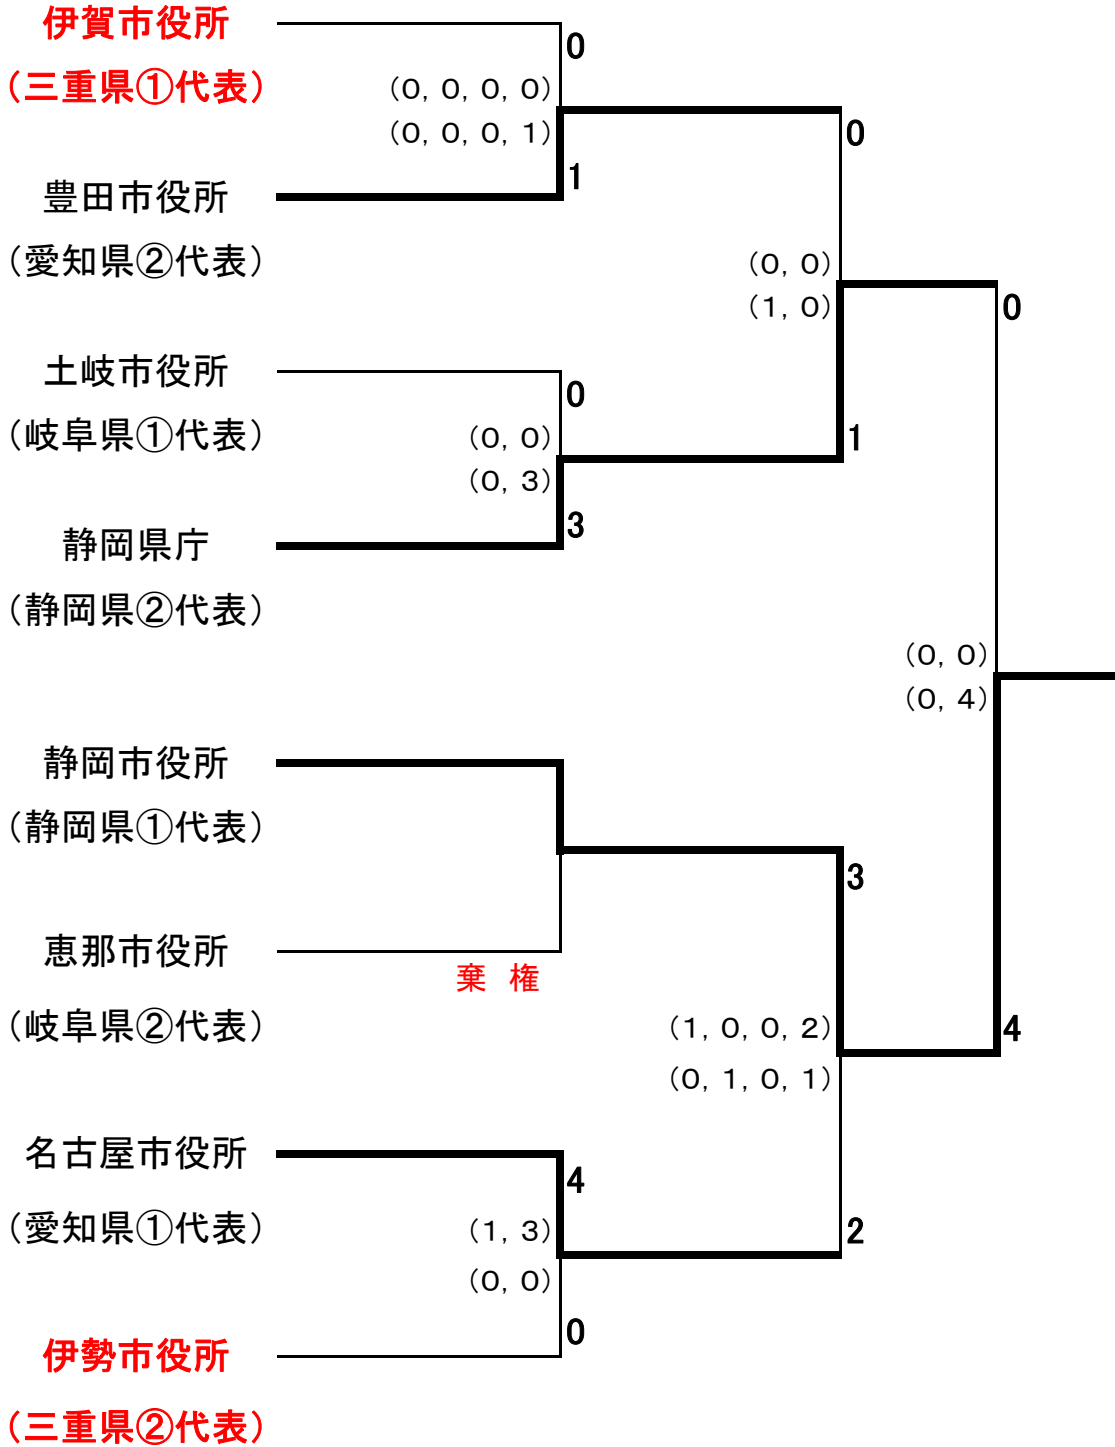 伊賀市役所
0
(三重県①代表)
(0, 0, 0, 0)
(0, 0, 0, 1)
0
1
豊田市役所
(愛知県②代表)
(0, 0)
(1, 0)
0
土岐市役所
0
(岐阜県①代表)
(0, 0)
1
(0, 3)
3
静岡県庁
(静岡県②代表)
(0, 0)
(0, 4)
静岡市役所
(静岡県①代表)
3
恵那市役所
棄 権
(岐阜県②代表)
(1, 0, 0, 2)
4
(0, 1, 0, 1)
名古屋市役所
4
(愛知県①代表)
(1, 3)
2
(0, 0)
0
伊勢市役所
(三重県②代表)